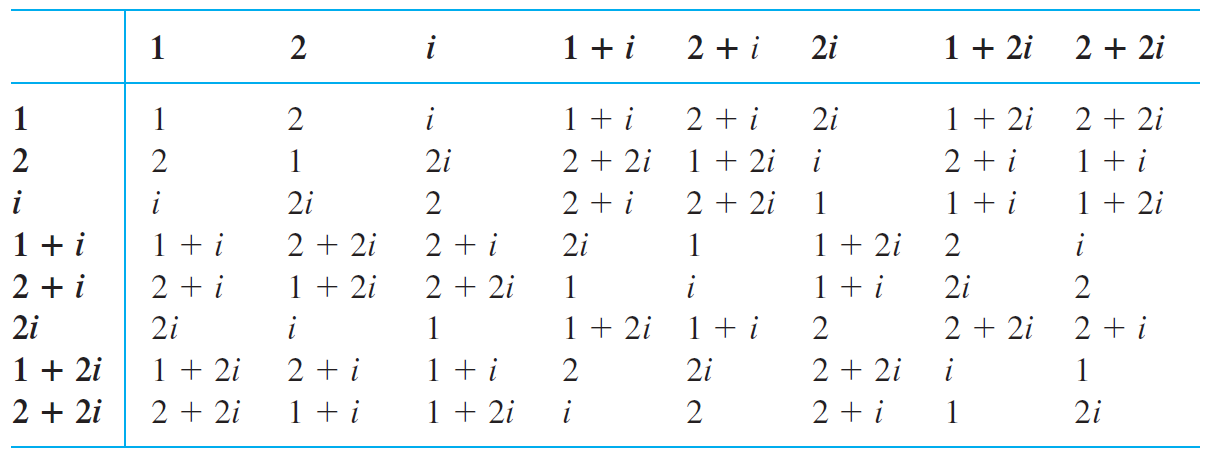 1 2 i 1 + i 2 + i 2i 1 + 2i 2 + 2i
1 1 2 i 1 + i 2 + i 2i 1 + 2i 2 + 2i
2 2 1 2i 2 + 2i 1 + 2i i 2 + i 1 + i
i i 2i 2 2 + i 2 + 2i 1 1 + i 1 + 2i
1 + i 1 + i 2 + 2i 2 + i 2i 1 1 + 2i 2 i
2 + i 2 + i 1 + 2i 2 + 2i 1 i 1 + i 2i 2
2i 2i i 1 1 + 2i 1 + i 2 2 + 2i 2 + i
1 + 2i 1 + 2i 2 + i 1 + i 2 2i 2 + 2i i 1
2 + 2i 2 + 2i 1 + i 1 + 2i i 2 2 + i 1 2i